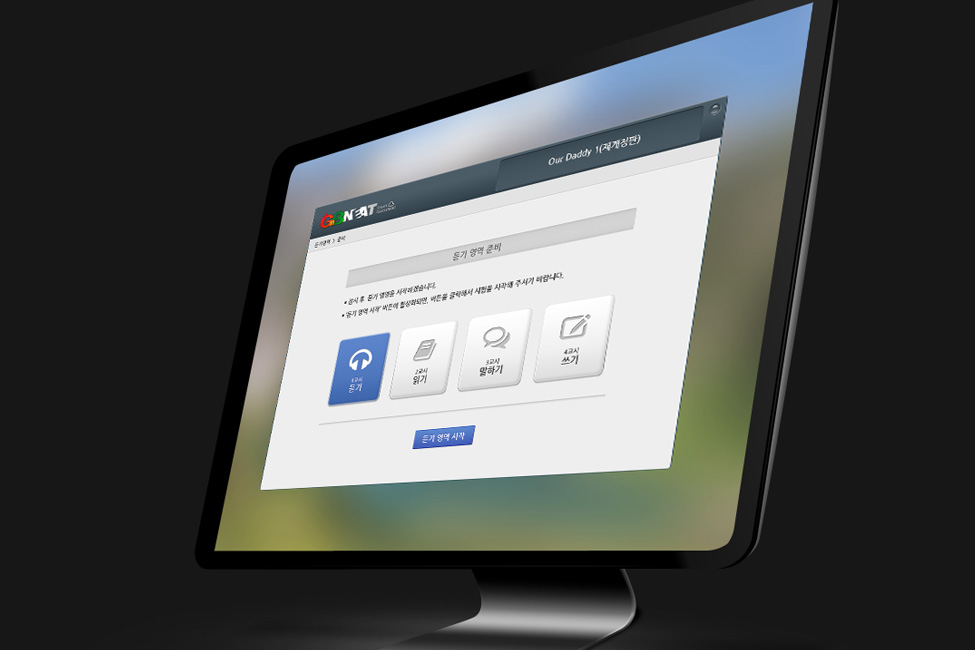 Our Daddy 1(재개정판)
GBNEAT
듣기영역 > 준비
듣기 영역 준비
• 잠시 후, 듣기 영역을 시작하겠습니다.
• '듣기 영역 시작' 버튼이 활성화되면, 버튼을 클릭해서 시험을 시작해 주시기 바랍니다.
1교시
듣기
2교시
읽기
3교시
말하기
4교시
쓰기
듣기 영역 시작